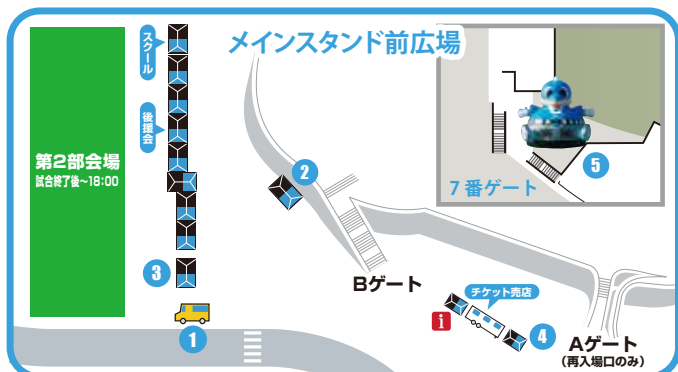 メインスタンド前広場
スクール
後援会
第2部会場
試合終了後〜18:00
2
5
7番ゲート
3
Bゲート
チケット売店
i
4
1
Aゲート
(再入場口のみ)